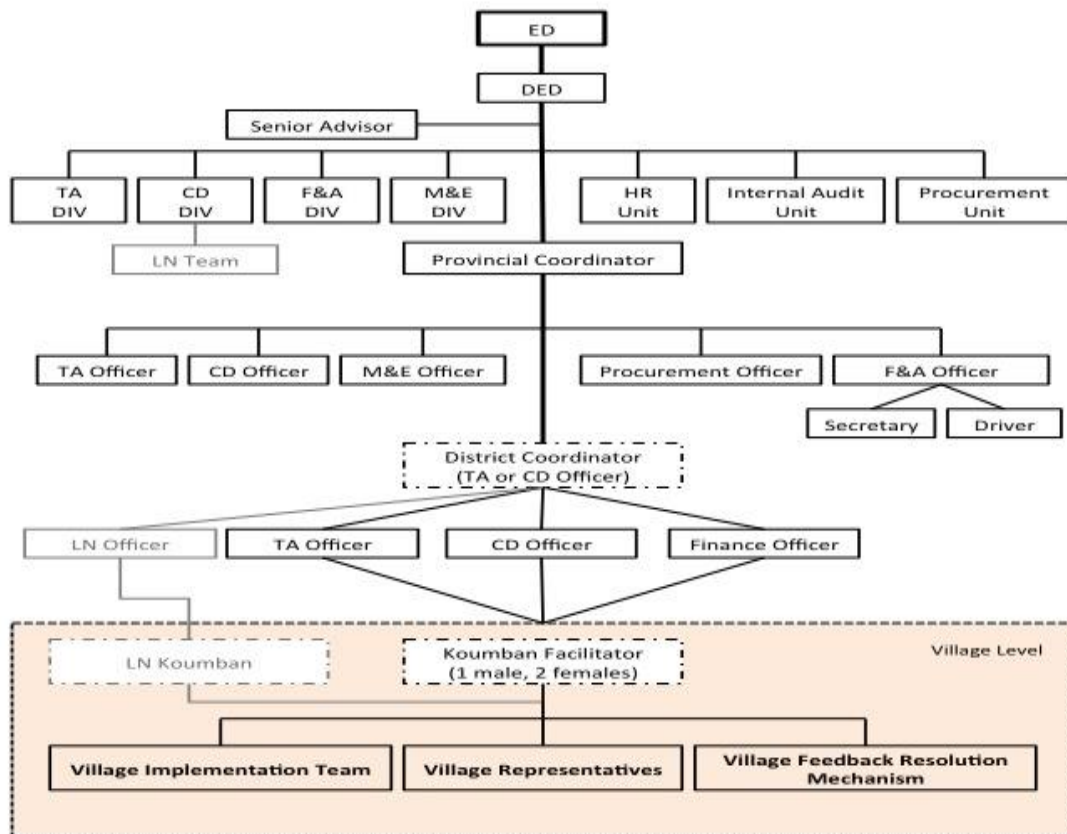 ED
DED
Senior Advisor
TA
DIV
CD
DIV
F&A
DIV
M&E
DIV
HR
Unit
Internal Audit
Unit
Procurement
Unit
LN Team
Provincial Coordinator
TA Officer
CD Officer
M&E Officer
Procurement Officer
F&A Officer
Secretary
Driver
District Coordinator
(TA or CD Officer)
LN Officer
TA Officer
CD Officer
Finance Officer
Village Level
LN Koumban
Koumban Facilitator
(1 male, 2 females)
Village Implementation Team
Village Representatives
Village Feedback Resolution
Mechanism